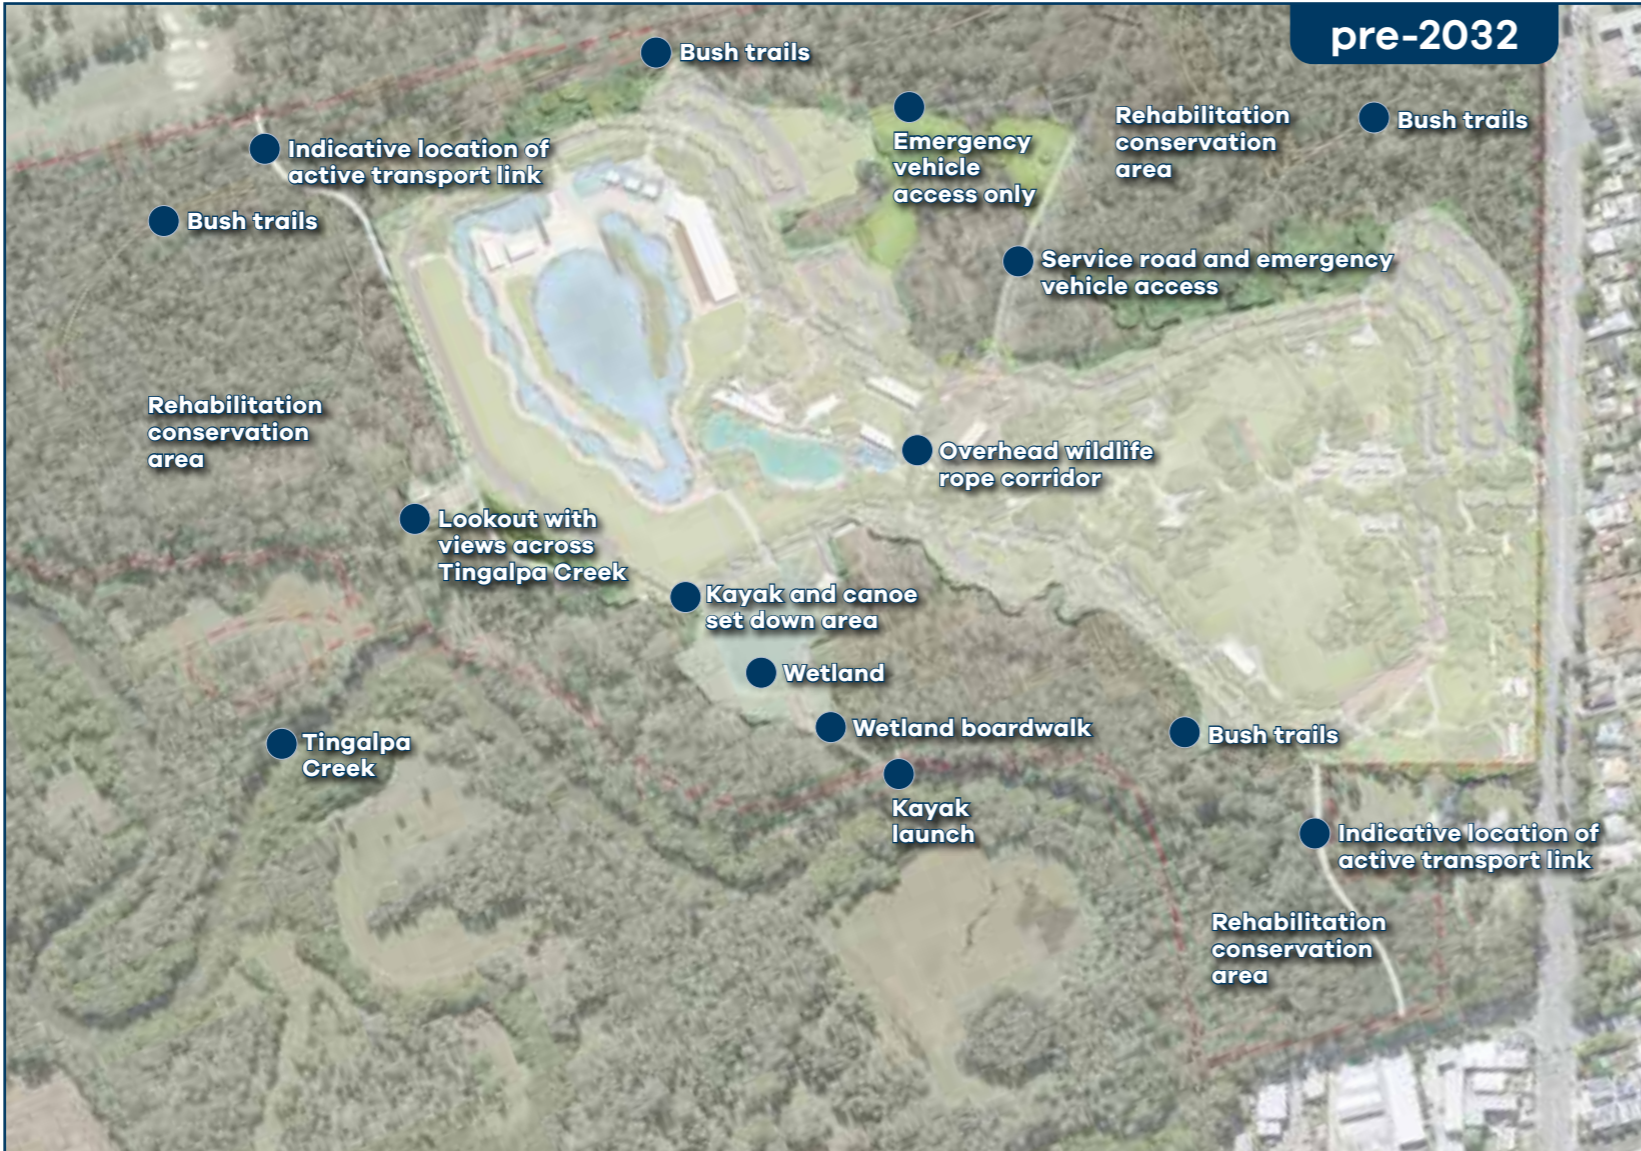 pre-2032
Bush trails
Indicative location of
active transport link
Bush trails
Emergency
vehicle
access only
Rehabilitation
conservation
area
Bush trails
Service road and emergency
vehicle access
Rehabilitation
conservation
area
Overhead wildlife
rope corridor
Lookout with
views across
Tingalpa Creek
Kayak and canoe
set down area
Wetland
Wetland boardwalk
Bush trails
Tingalpa
Creek
Kayak
launch
Indicative location of
active transport link
Rehabilitation
conservation
area